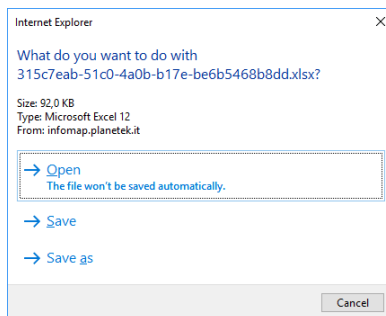 Internet Explorer
What do you want to do with
315c7eab-51c0-4a0b-b17e-be6b5468b8dd.xlsx?
Size: 92,0 KB
Type: Microsoft Excel 12
From: infomap.planetek.it
Open
The file won't be saved automatically.
Save
Save as
Cancel